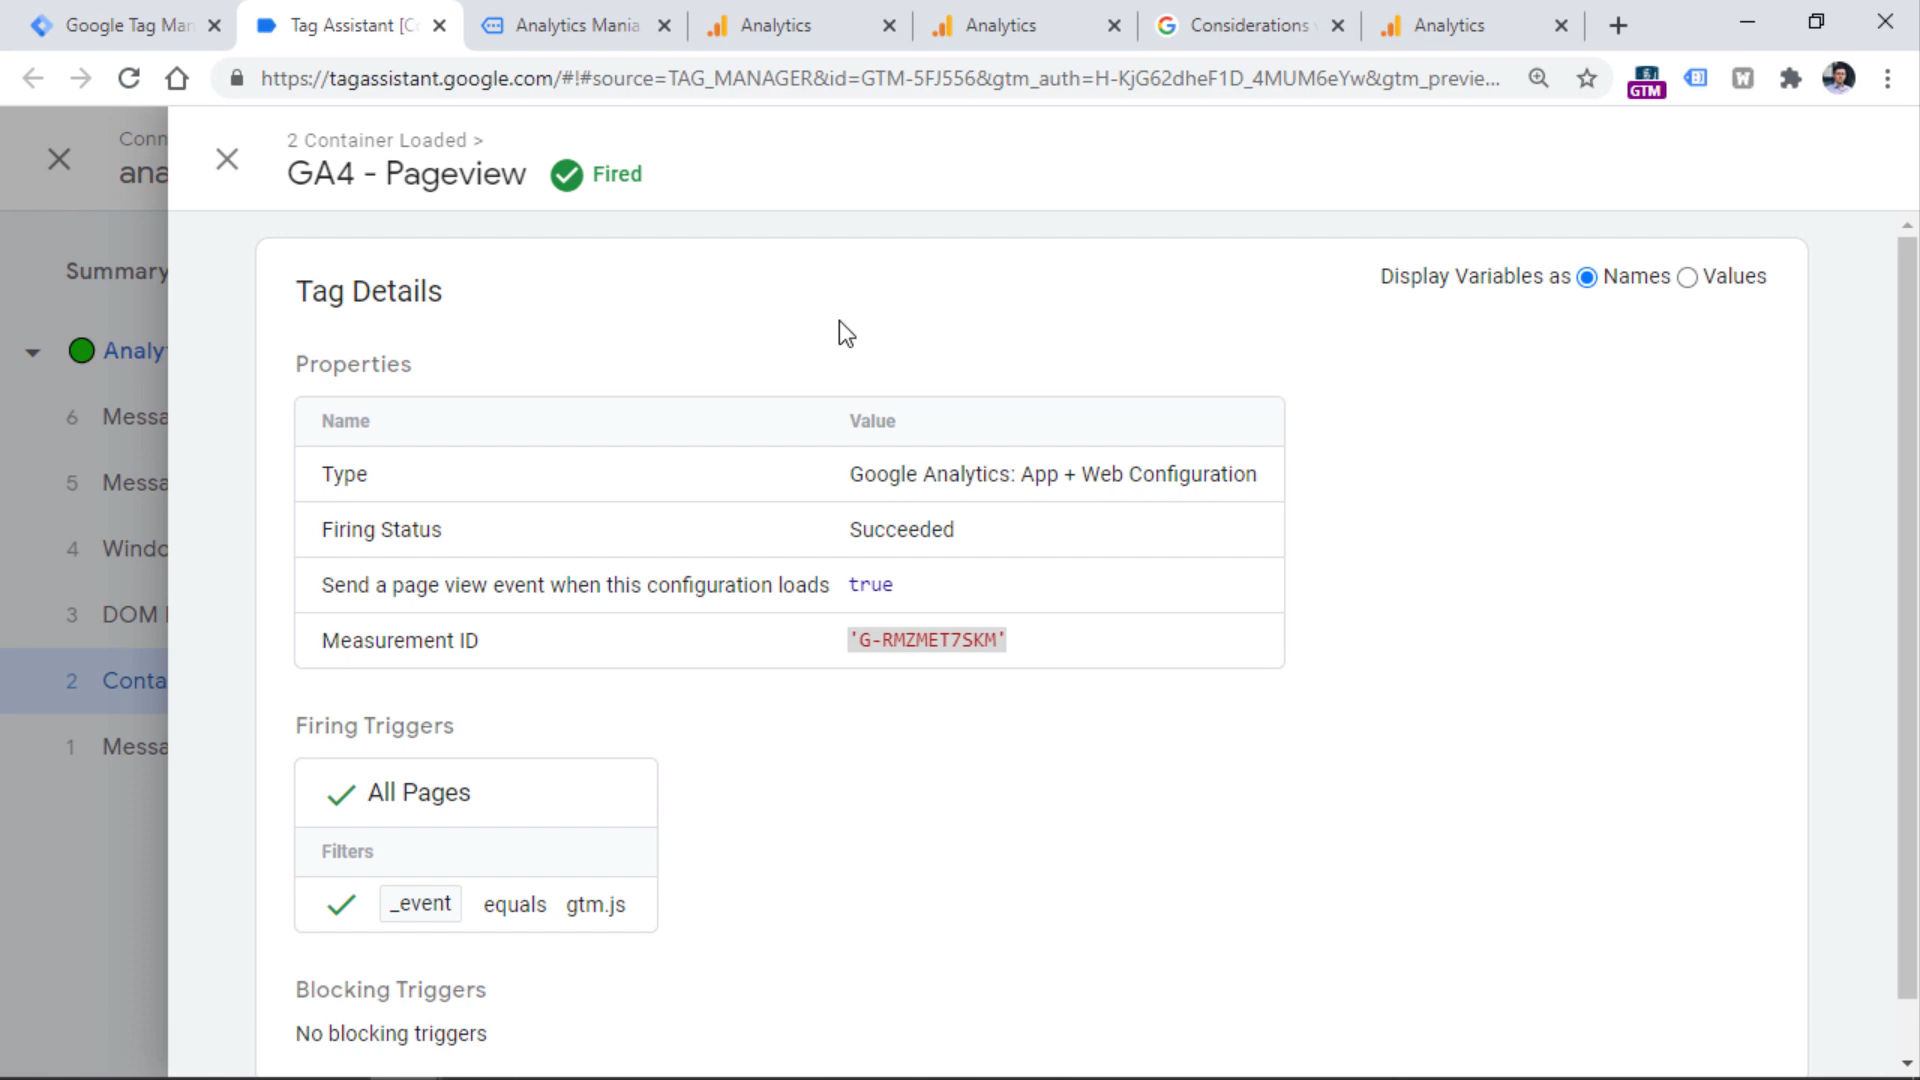 Google Tag Man
Tag Assistant [C
Analytics Mania
Analytics
Analytics
Considerations
Analytics
https://tagassistant.google.com/#!#source=TAG_MANAGER&id=GTM-5FJ556&gtm_auth=H-KjG62dheF1D_4MUM6eYw&gtm_previe...
GTM
Conn
ana
2 Container Loaded >
GA4 - Pageview
Fired
Summary
Analy
6 Messa
5 Messa
4 Windo
3 DOM
2 Conta
1 Messa
Tag Details
Display Variables as Names Values
Properties
Name Value
Type Google Analytics: App + Web Configuration
Firing Status Succeeded
Send a page view event when this configuration loads true
Measurement ID 'G-RMZMET7SKM'
Firing Triggers
All Pages
Filters
_event equals gtm.js
Blocking Triggers
No blocking triggers